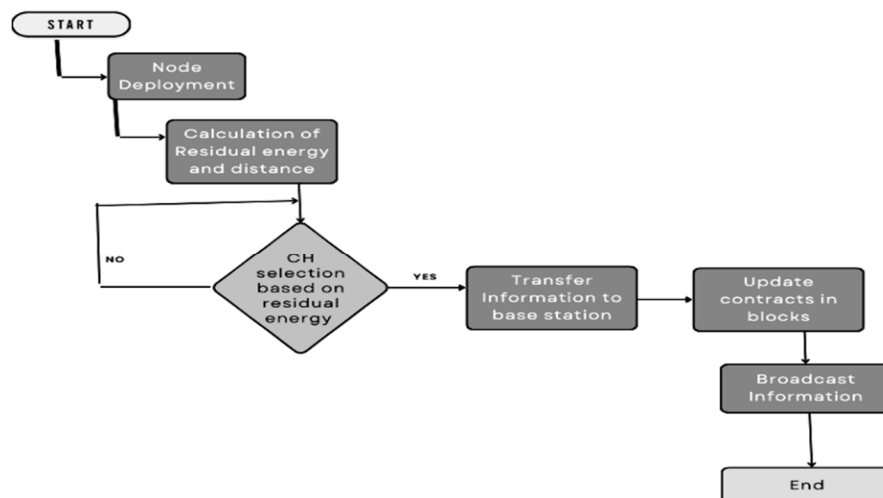 START
Node
Deployment
Calculation of
Residual energy
and distance
NO
CH
selection
based on
residual
energy
YES
Transfer
Information to
base station
Update
contracts in
blocks
Broadcast
Information
End